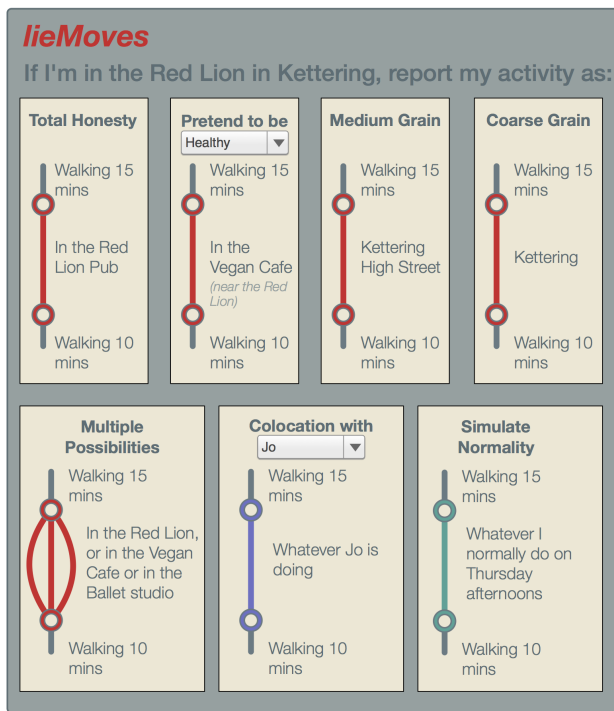 lieMoves
If I'm in the Red Lion in Kettering, report my activity as:
Total Honesty
Walking 15
mins
In the Red
Lion Pub
Walking 10
mins
Pretend to be
Healthy
Walking 15
mins
In the
Vegan Cafe
(near the Red
Lion)
Walking 10
mins
Medium Grain
Walking 15
mins
Kettering
High Street
Walking 10
mins
Coarse Grain
Walking 15
mins
Kettering
Walking 10
mins
Multiple
Possibilities
Walking 15
mins
In the Red Lion,
or in the Vegan
Cafe or in the
Ballet studio
Walking 10
mins
Colocation with
Jo
Walking 15
mins
Whatever Jo is
doing
Walking 10
mins
Simulate
Normality
Walking 15
mins
Whatever I
normally do on
Thursday
afternoons
Walking 10
mins